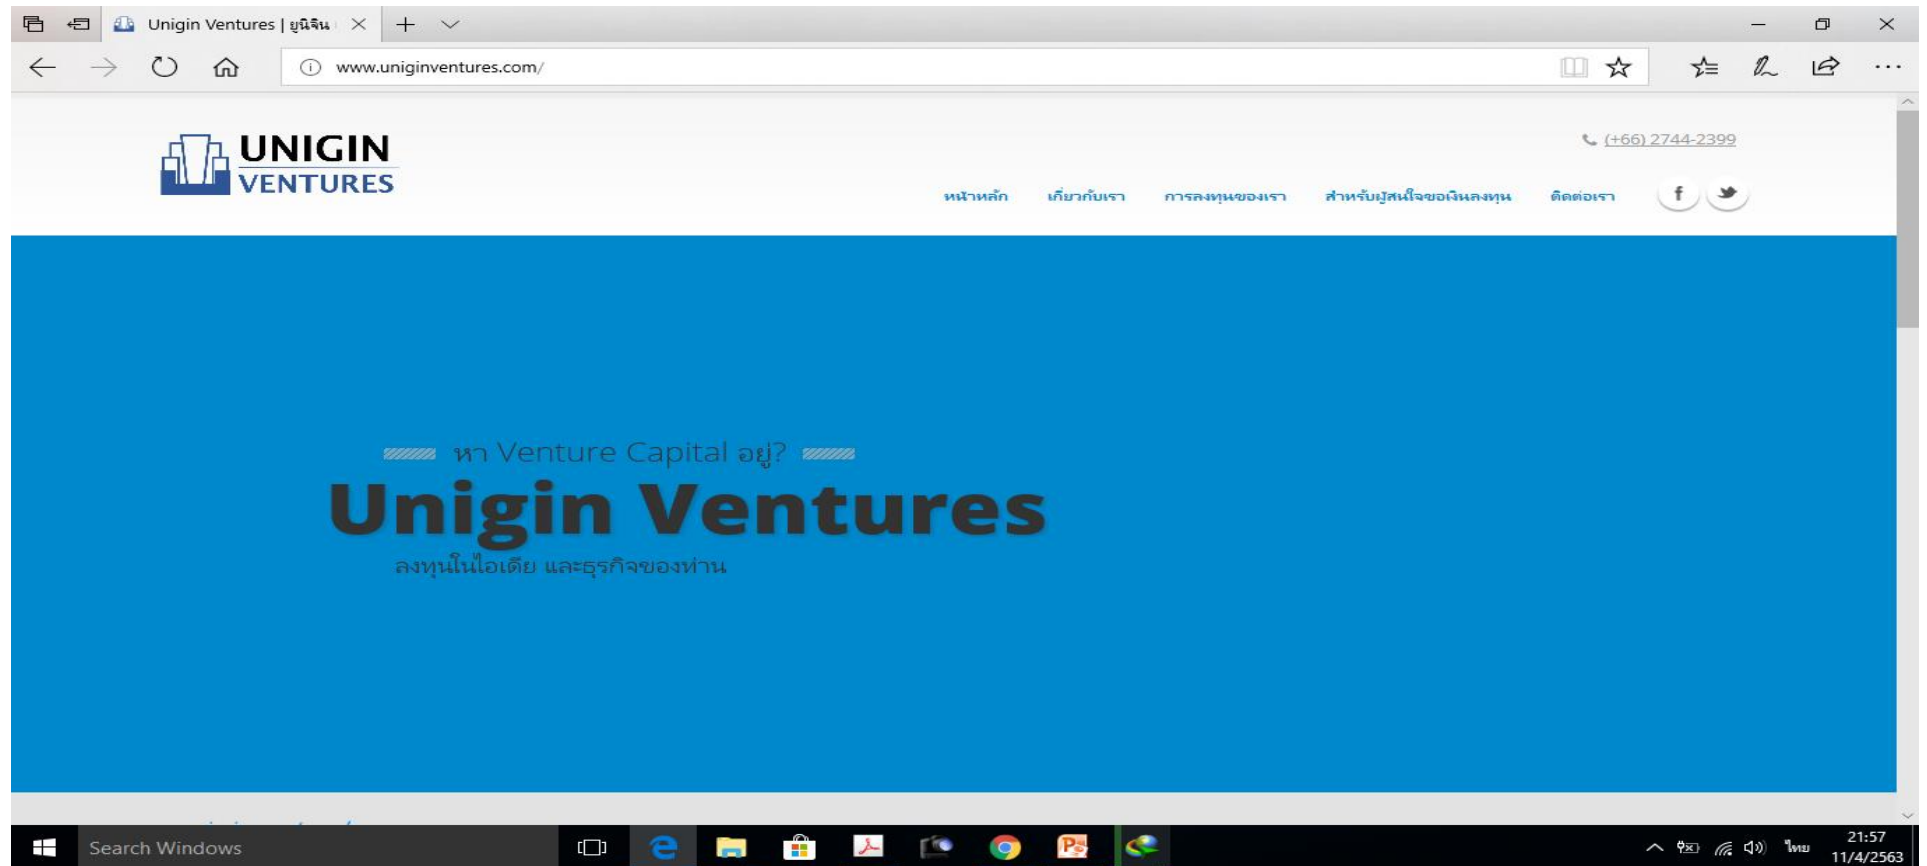 Unigin Ventures | ยูนิจิน
www.uniginventures.com/
UNIGIN
VENTURES
(+66) 2744-2399
หน้าหลัก เกี่ยวกับเรา การลงทุนของเรา สำหรับผู้สนใจขอเงินลงทุน ติดต่อเรา
หา Venture Capital อยู่?
Unigin Ventures
ลงทุนในไอเดีย และธุรกิจของท่าน
Search Windows
ไทย
21:57
11/4/2563